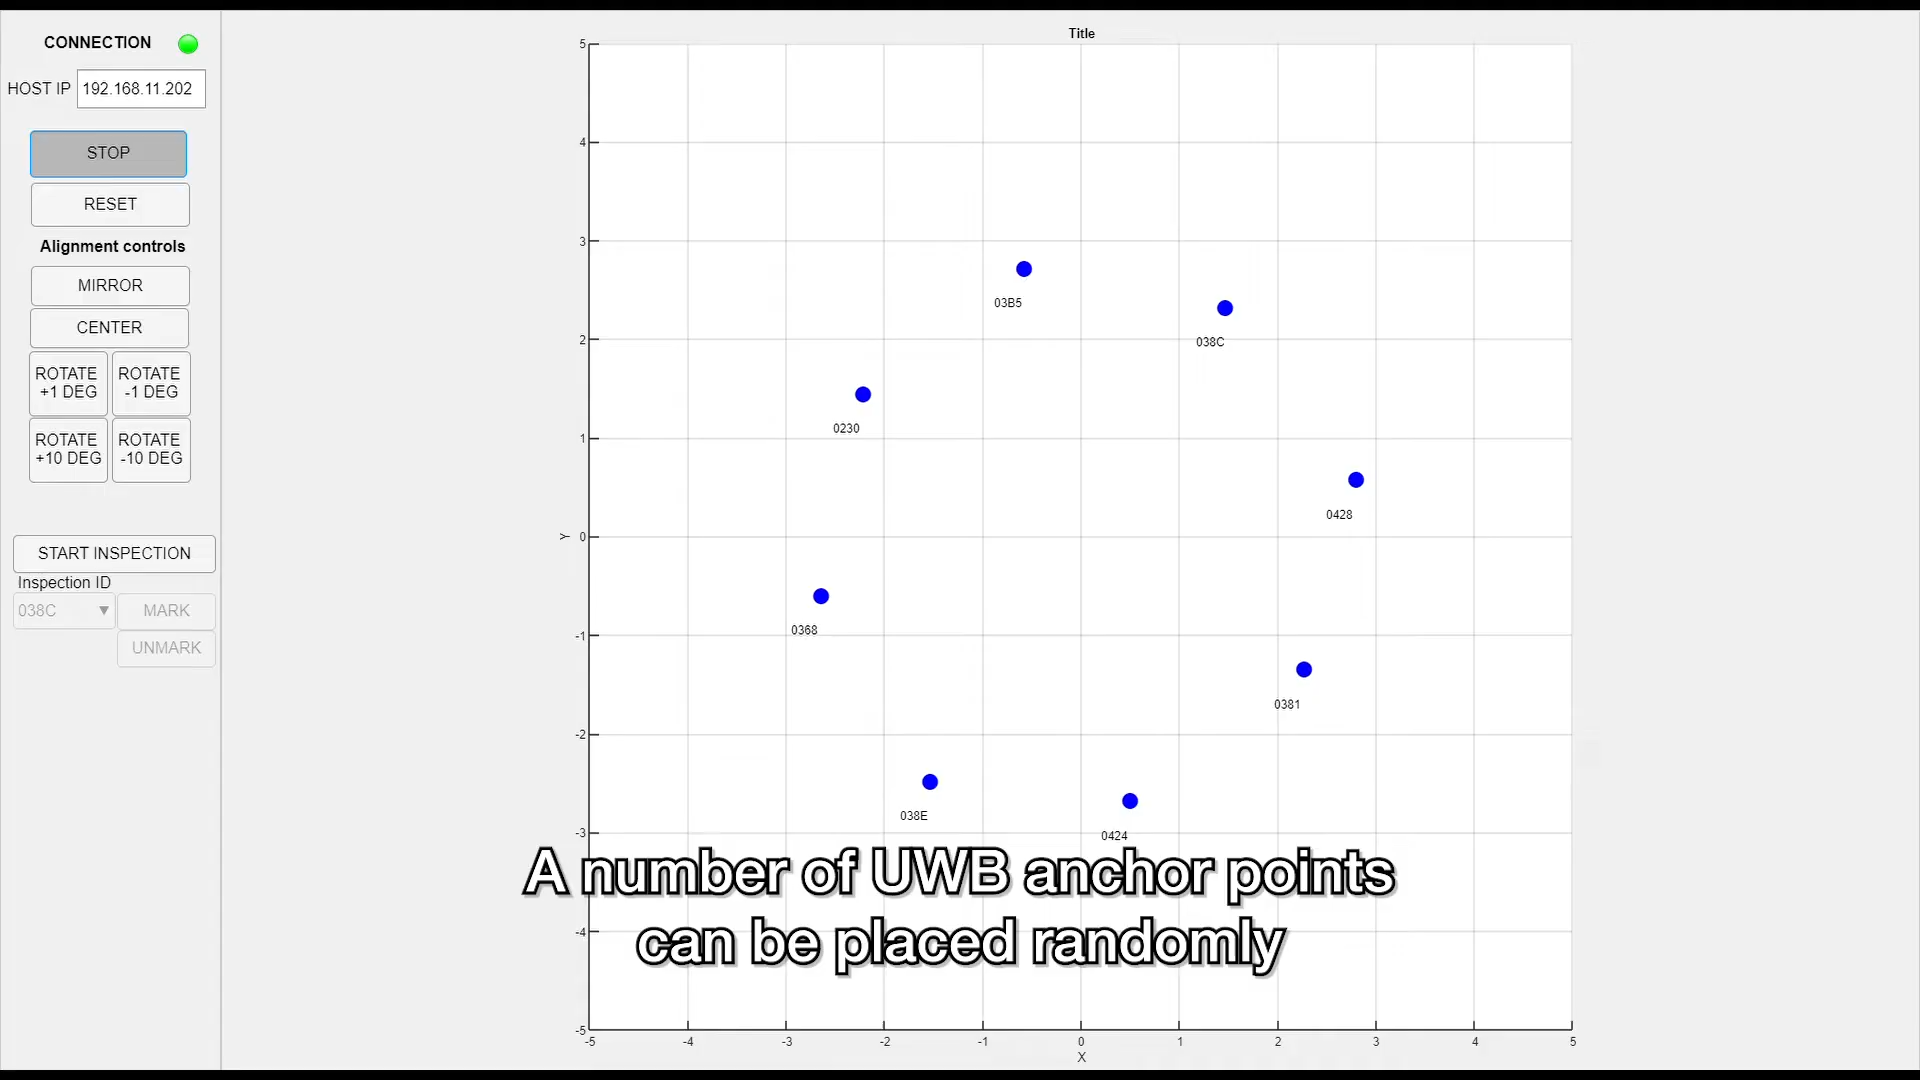 CONNECTION
HOST IP 192.168.11.202
STOP
RESET
Alignment controls
MIRROR
CENTER
ROTATE
+1 DEG
ROTATE
-1 DEG
ROTATE
+10 DEG
ROTATE
-10 DEG
START INSPECTION
Inspection ID
038C MARK
UNMARK
Title
5
4
3
2
1
0
-1
-2
-3
-4
-5
Y
03B5
038C
0230
0428
0368
0381
038E
0424
A number of UWB anchor points
can be placed randomly
-5 -4 -3 -2 -1 0 1 2 3 4 5
X